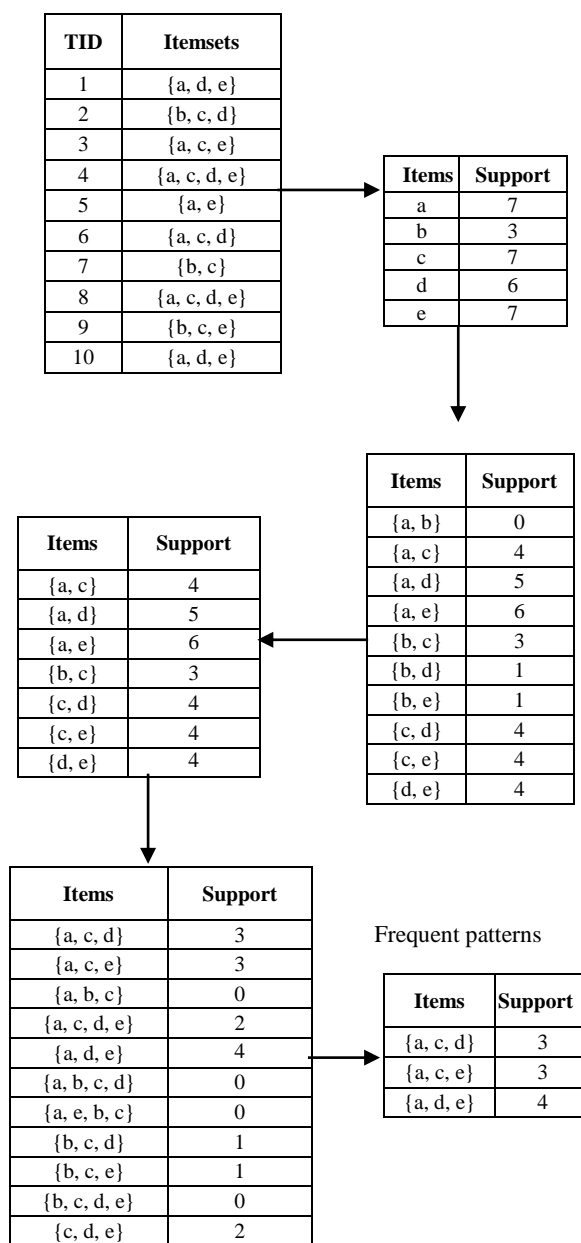 TID Itemsets
1 {a, d, e}
2 {b, c, d}
3 {a, c, e}
4 {a, c, d, e}
5 {a, e}
6 {a, c, d}
7 {b, c}
8 {a, c, d, e}
9 {b, c, e}
10 {a, d, e}
Items Support
a 7
b 3
c 7
d 6
e 7
Items Support
{a, b} 0
{a, c} 4
{a, d} 5
{a, e} 6
{b, c} 3
{b, d} 1
{b, e} 1
{c, d} 4
{c, e} 4
{d, e} 4
Items Support
{a, c} 4
{a, d} 5
{a, e} 6
{b, c} 3
{c, d} 4
{c, e} 4
{d, e} 4
Items Support
{a, c, d} 3
{a, c, e} 3
{a, b, c} 0
{a, c, d, e} 2
{a, d, e} 4
{a, b, c, d} 0
{a, e, b, c} 0
{b, c, d} 1
{b, c, e} 1
{b, c, d, e} 0
{c, d, e} 2
Frequent patterns
Items Support
{a, c, d} 3
{a, c, e} 3
{a, d, e} 4